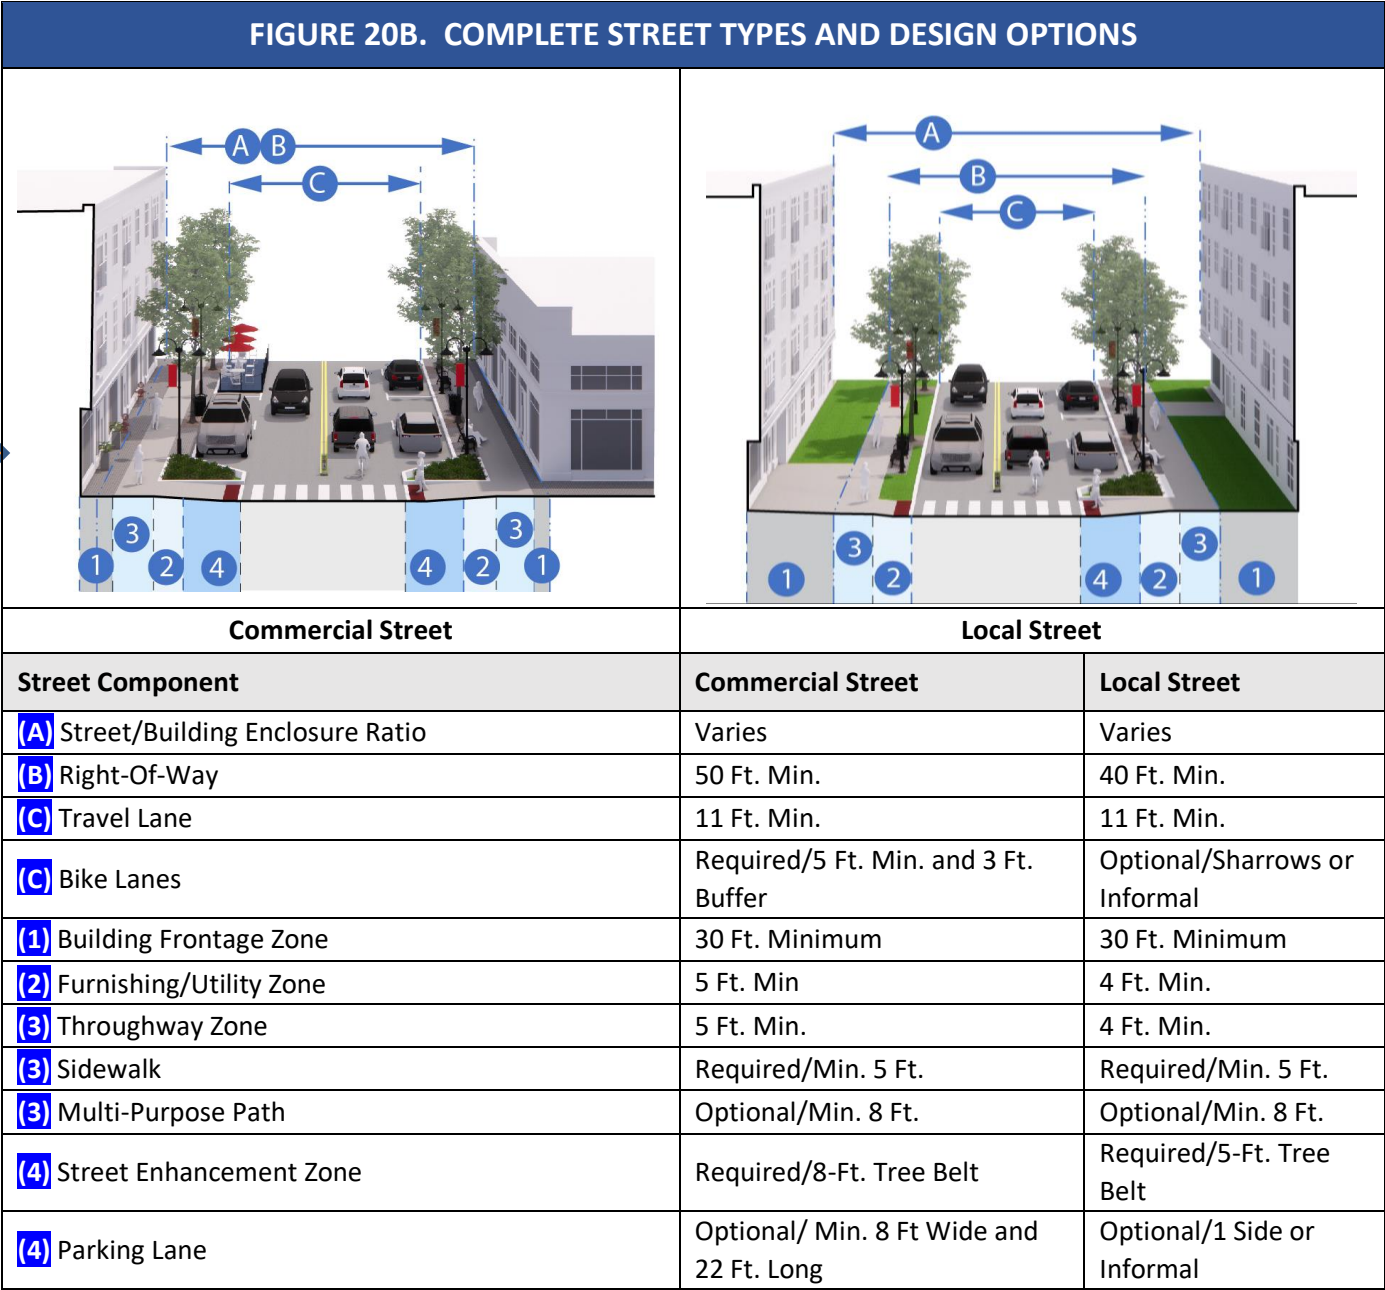 FIGURE 20B. COMPLETE STREET TYPES AND DESIGN OPTIONS
A B
C
3 3
1 2 4 4 2 1
A
B
C
3 3
1 2 4 2 1
Commercial Street Local Street
Street Component Commercial Street Local Street
(A) Street/Building Enclosure Ratio Varies Varies
(B) Right-Of-Way 50 Ft. Min. 40 Ft. Min.
(C) Travel Lane 11 Ft. Min. 11 Ft. Min.
(C) Bike Lanes
Required/5 Ft. Min. and 3 Ft.
Buffer
Optional/Sharrows or
Informal
(1) Building Frontage Zone 30 Ft. Minimum 30 Ft. Minimum
(2) Furnishing/Utility Zone 5 Ft. Min 4 Ft. Min.
(3) Throughway Zone 5 Ft. Min. 4 Ft. Min.
(3) Sidewalk Required/Min. 5 Ft. Required/Min. 5 Ft.
(3) Multi-Purpose Path Optional/Min. 8 Ft. Optional/Min. 8 Ft.
(4) Street Enhancement Zone Required/8-Ft. Tree Belt
Required/5-Ft. Tree
Belt
(4) Parking Lane
Optional/ Min. 8 Ft Wide and
22 Ft. Long
Optional/1 Side or
Informal